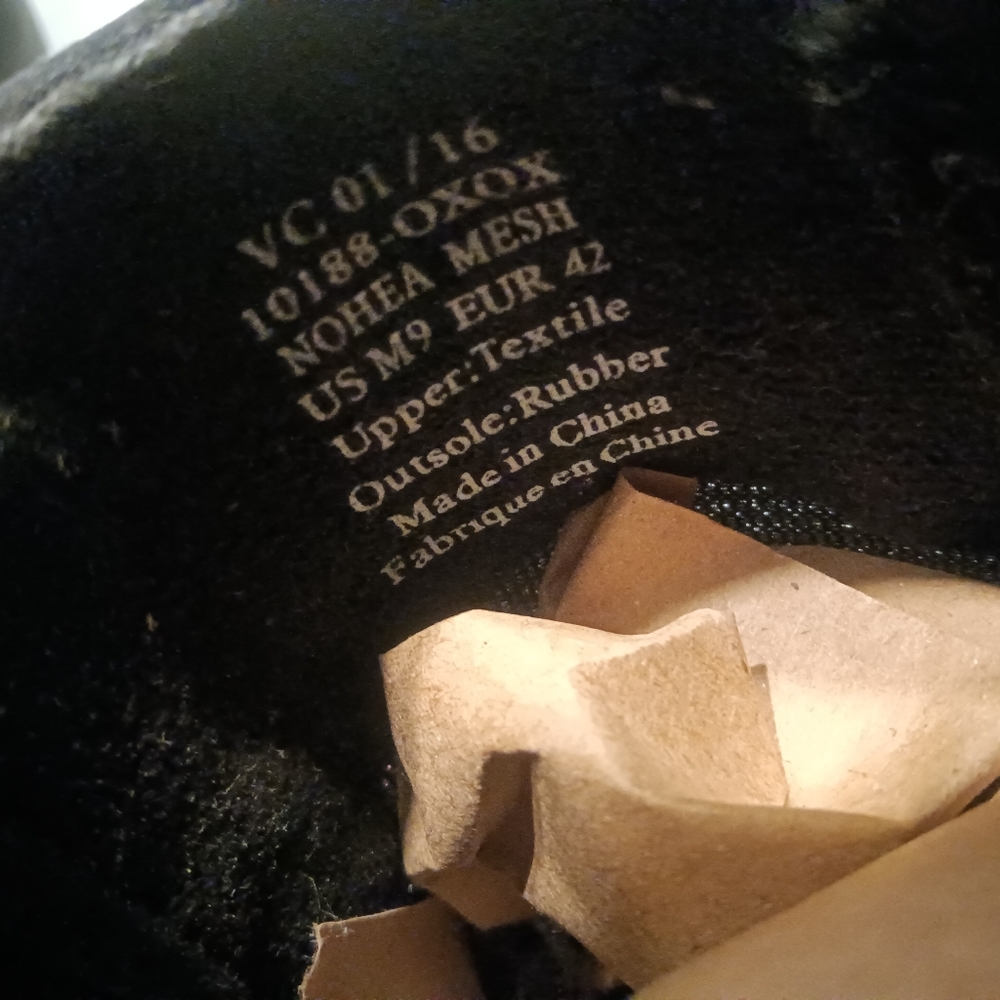 VC 01/16
10188-OXOX
NOHEA MESH
US M9 EUR 42
Upper:Textile
Outsole:Rubber
Made in China
Fabrique en Chine